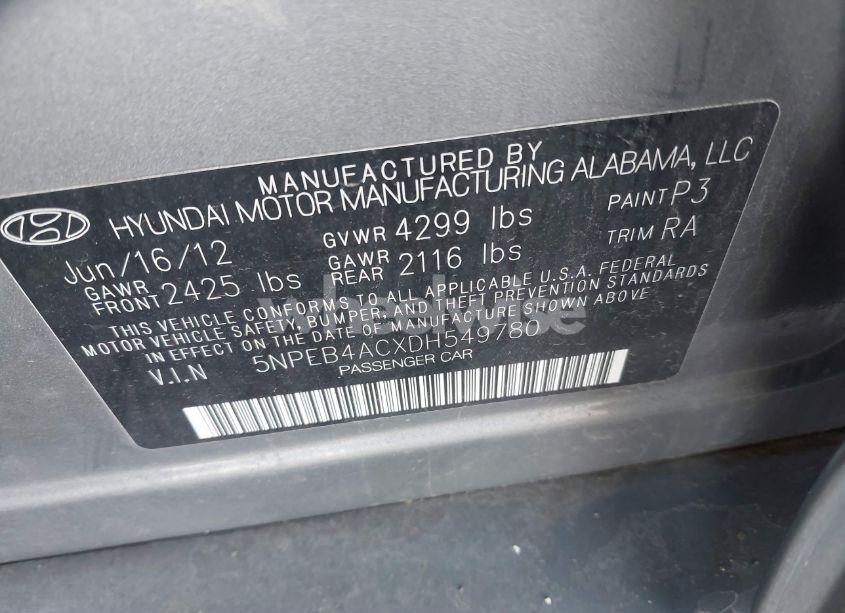 MANUFACTURED BY
HYUNDAI MOTOR MANUFACTURING ALABAMA, LLC
Jun/16/12 GVWR 4299 lbs PAINT P3
GAWR FRONT 2425 lbs GAWR REAR 2116 lbs TRIM RA
THIS VEHICLE CONFORMS TO ALL APPLICABLE U.S.A. FEDERAL
MOTOR VEHICLE SAFETY, BUMPER, AND THEFT PREVENTION STANDARDS
IN EFFECT ON THE DATE OF MANUFACTURE SHOWN ABOVE
V.I.N 5NPEB4ACXDH549780
PASSENGER CAR